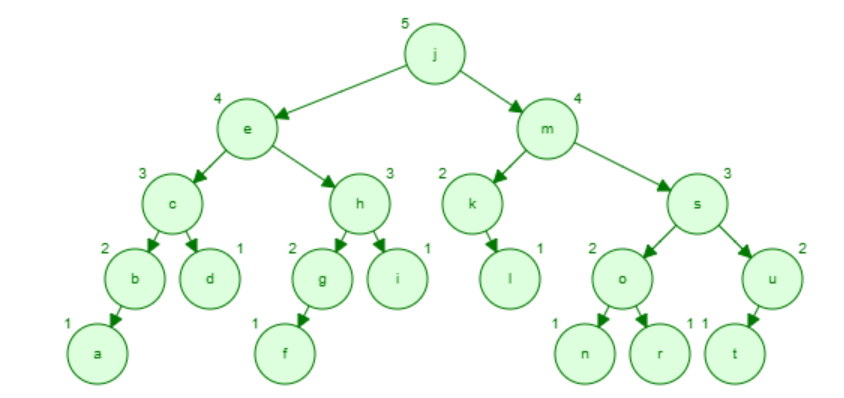 5
j
4 4
e m
3 3 2 3
c h k s
2 1 2 1 1 2 2
b d g i l o u
1 1 1 1 1
a f n r t